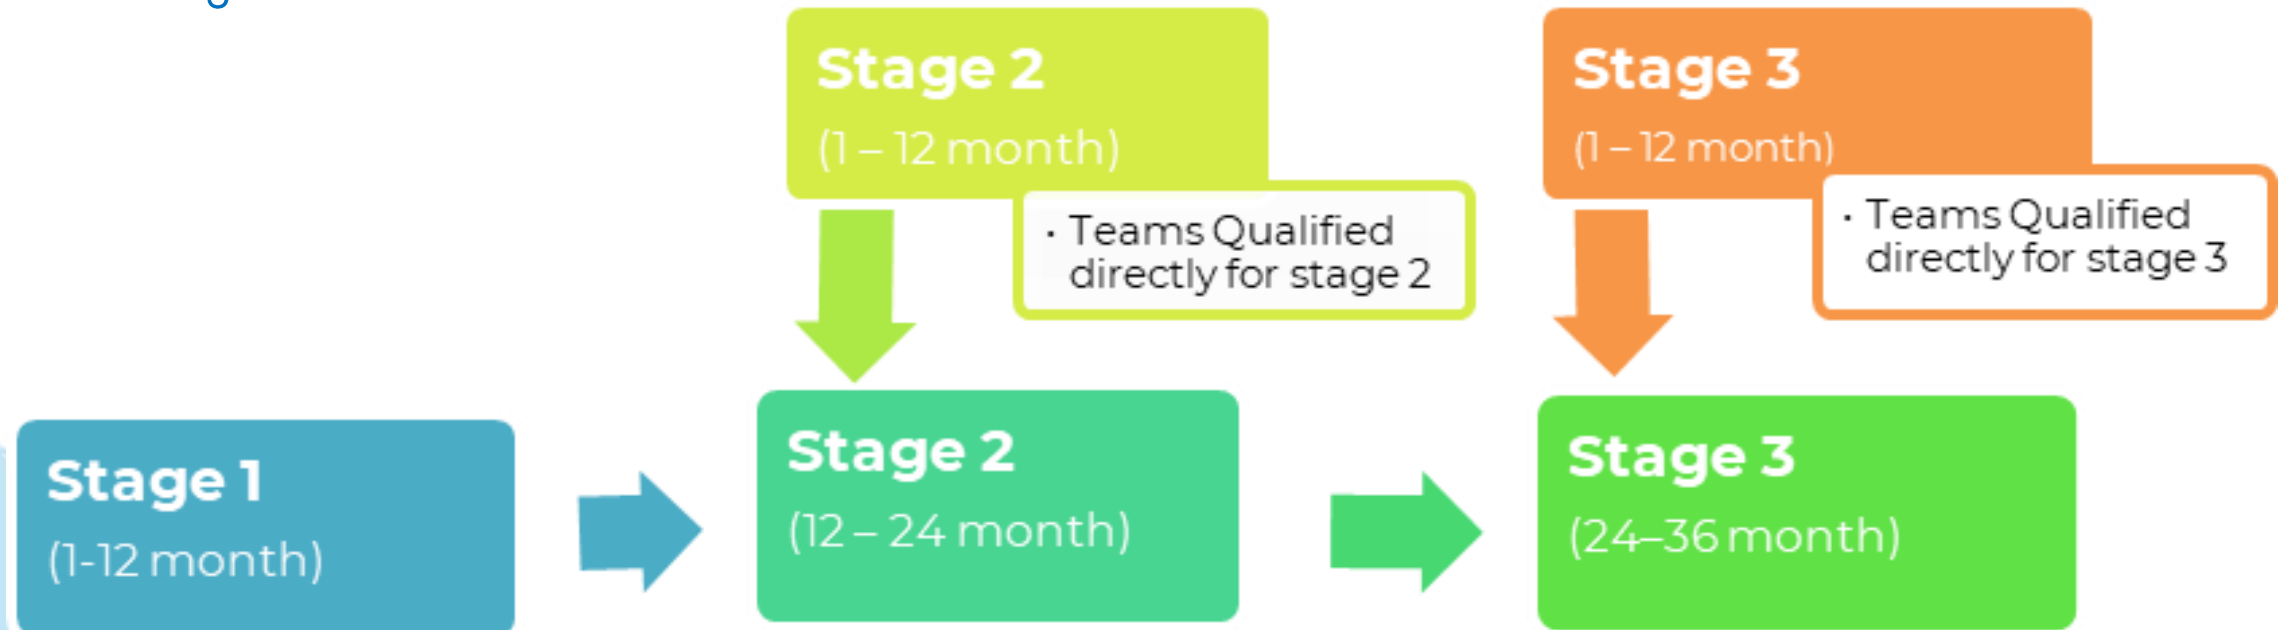 Stage 2
(1 – 12 month)
· Teams Qualified
directly for stage 2
Stage 3
(1 – 12 month)
· Teams Qualified
directly for stage 3
Stage 1
(1-12 month)
Stage 2
(12 – 24 month)
Stage 3
(24–36 month)